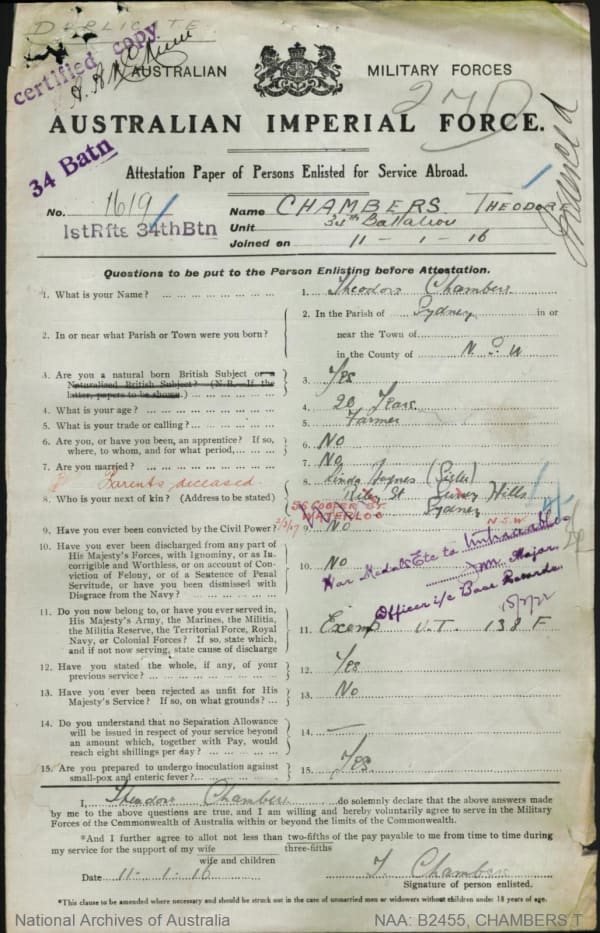 DUPLICATE
certified copy
AUSTRALIAN MILITARY FORCES
270
AUSTRALIAN IMPERIAL FORCE.
34 Batn
Attestation Paper of Persons Enlisted for Service Abroad.
No. 1619
1stRfts 34thBtn
Name CHAMBERS THEODORE
Unit 34th Battalion
Joined on 11-1-16
Questions to be put to the Person Enlisting before Attestation.
1. What is your Name?
1. Theodore Chambers
2. In or near what Parish or Town were you born?
2. In the Parish of Sydney in or
near the Town of
in the County of N.S.W
3. Are you a natural born British Subject or a
Naturalized British Subject? (N.B.—If the
latter, papers to be shown.)
3. Yes
4. What is your age?
4. 20 Years
5. What is your trade or calling?
5. Farmer
6. Are you, or have you been, an apprentice? If so,
where, to whom, and for what period,
6. No
7. Are you married?
7. No
Parents deceased
8. Who is your next of kin? (Address to be stated)
8. Linda (Sister)
Riley St Surrey Hills
Sydney
36 COOPER ST
WATERLOO N.S.W
9. Have you ever been convicted by the Civil Power?
2/5/17
9. No
10. Have you ever been discharged from any part of
His Majesty's Forces, with Ignominy, or as In-
corrigible and Worthless, or on account of Con-
viction of Felony, or of a Sentence of Penal
Servitude, or have you been dismissed with
Disgrace from the Navy?
10. No
War Medals Etc to Untraceable
Major.
Officer i/c Base Records
11. Do you now belong to, or have you ever served in,
His Majesty's Army, the Marines, the Militia,
the Militia Reserve, the Territorial Force, Royal
Navy, or Colonial Forces? If so, state which,
and if not now serving, state cause of discharge
11. Exemp U.T. 138 F
12. Have you stated the whole, if any, of your
previous service?
12. Yes
13. Have you ever been rejected as unfit for His
Majesty's Service? If so, on what grounds?
13. No
14. Do you understand that no Separation Allowance
will be issued in respect of your service beyond
an amount which, together with Pay, would
reach eight shillings per day?
14. —
15. Are you prepared to undergo inoculation against
small-pox and enteric fever?
15. Yes
I, Theodore Chambers do solemnly declare that the above answers made
by me to the above questions are true, and I am willing and hereby voluntarily agree to serve in the Military
Forces of the Commonwealth of Australia within or beyond the limits of the Commonwealth.
*And I further agree to allot not less than two-fifths of the pay payable to me from time to time during
three-fifths
my service for the support of my wife
wife and children
Date 11-1-16
T. Chambers
Signature of person enlisted.
*This clause to be amended where necessary and should be struck out in the case of unmarried men or widowers without children under 18 years of age.
National Archives of Australia
NAA: B2455, CHAMBERS T